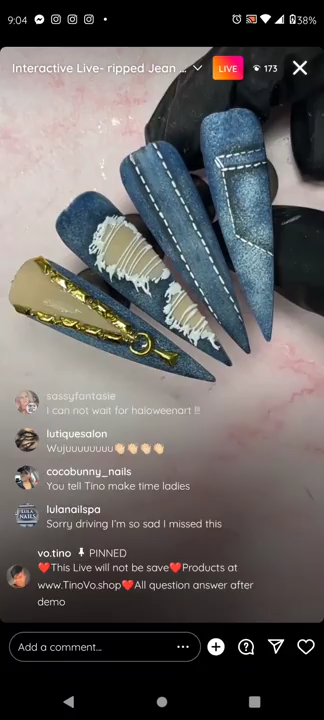 9:04
38%
Interactive Live- ripped Jean ...
LIVE
173
sassyfantasie
I can not wait for haloweenart !!!
lutiquesalon
Wujuuuuuuuu👏🏻👏🏻👏🏻👏🏻
cocobunny_nails
You tell Tino make time ladies
lulanailspa
Sorry driving I'm so sad I missed this
vo.tino PINNED
❤️This Live will not be save❤️Products at
www.TinoVo.shop❤️All question answer after
demo
Add a comment...